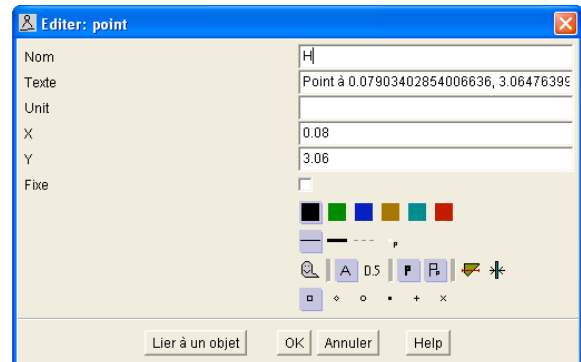 Editer: point
Nom H
Texte Point à 0.07903402854006636, 3.06476399
Unit
X 0.08
Y 3.06
Fixe
P
A 0.5 P P
Lier à un objet OK Annuler Help